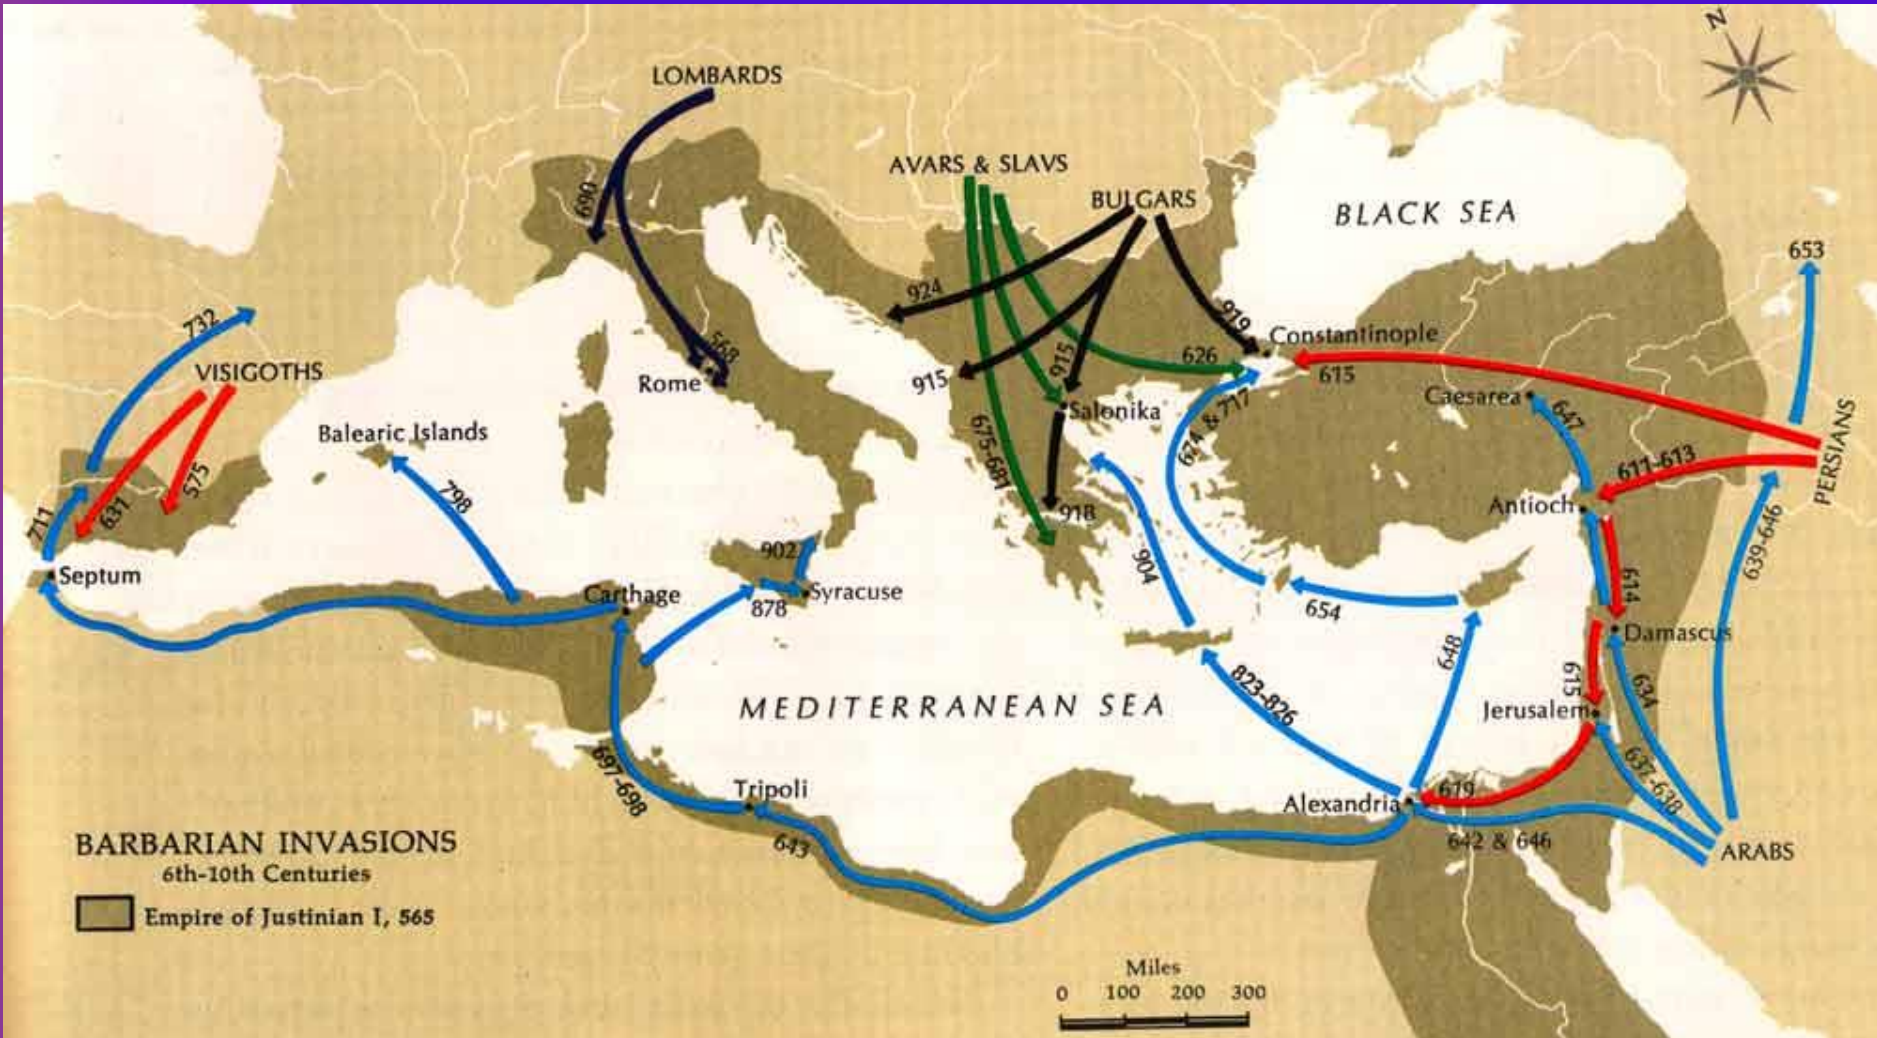 N
LOMBARDS
AVARS & SLAVS
BULGARS
BLACK SEA
690
653
924
919
732
568
Constantinople
VISIGOTHS
Rome
915
915
626
615
Caesarea
647
PERSIANS
Salonika
674 & 717
Balearic Islands
675-681
611-613
575
631
798
711
918
Antioch
639-646
902
904
Septum
Carthage
878
Syracuse
654
614
Damascus
648
615
634
MEDITERRANEAN SEA
823-826
Jerusalem
637-638
697-698
Tripoli
Alexandria
679
643
642 & 646
ARABS
BARBARIAN INVASIONS
6th-10th Centuries
Empire of Justinian I, 565
Miles
0 100 200 300